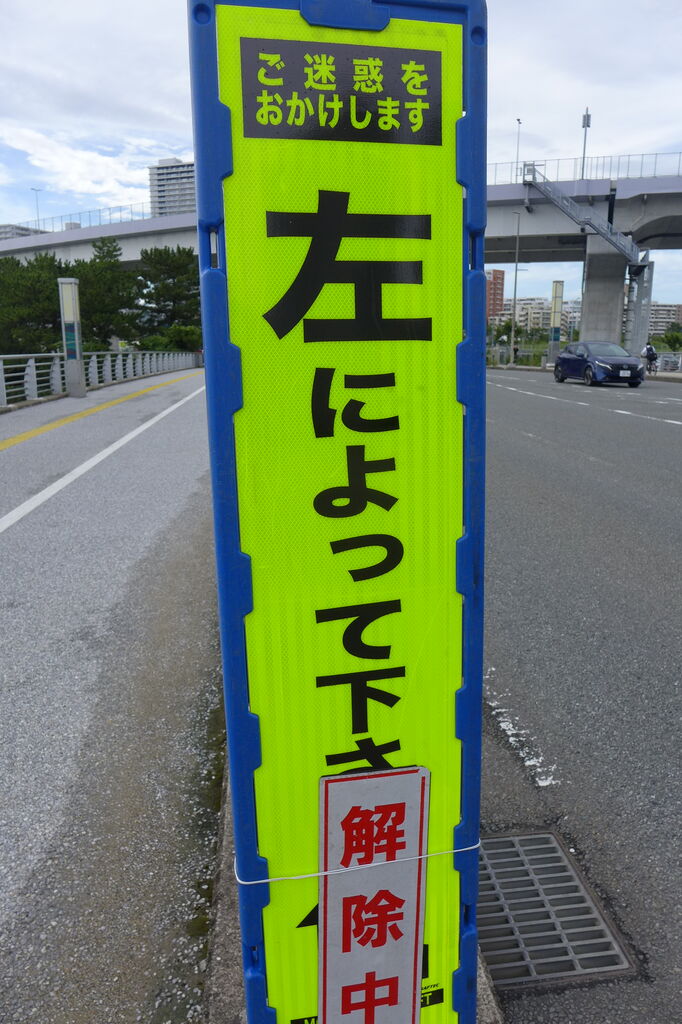 ご迷惑を
おかけします
左によって下さ
解除中